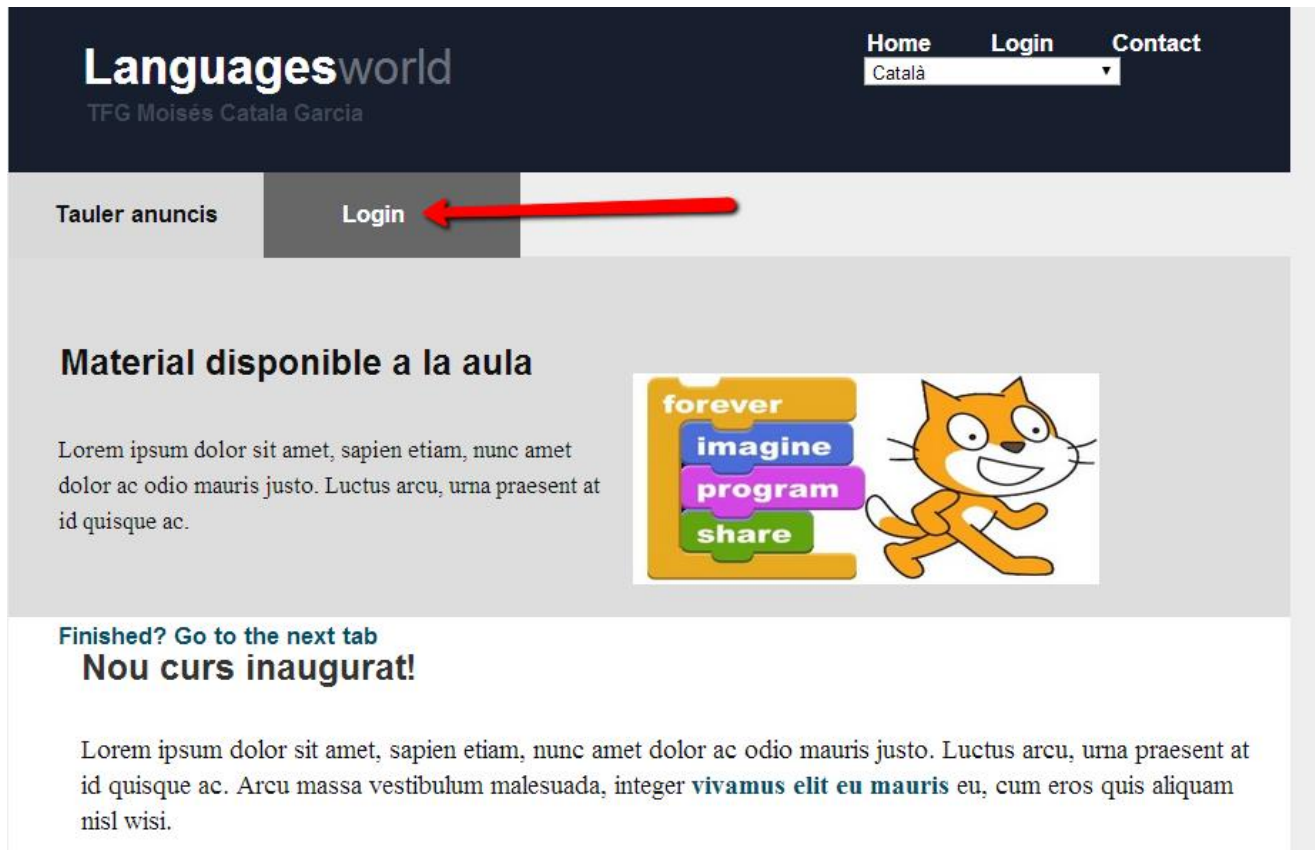 Languagesworld
TFG Moisés Catala Garcia
Home Login Contact
Català
Tauler anuncis
Login
Material disponible a la aula
Lorem ipsum dolor sit amet, sapien etiam, nunc amet
dolor ac odio mauris justo. Luctus arcu, urna praesent at
id quisque ac.
forever
imagine
program
share
Finished? Go to the next tab
Nou curs inaugurat!
Lorem ipsum dolor sit amet, sapien etiam, nunc amet dolor ac odio mauris justo. Luctus arcu, urna praesent at
id quisque ac. Arcu massa vestibulum malesuada, integer vivamus elit eu mauris eu, cum eros quis aliquam
nisl wisi.